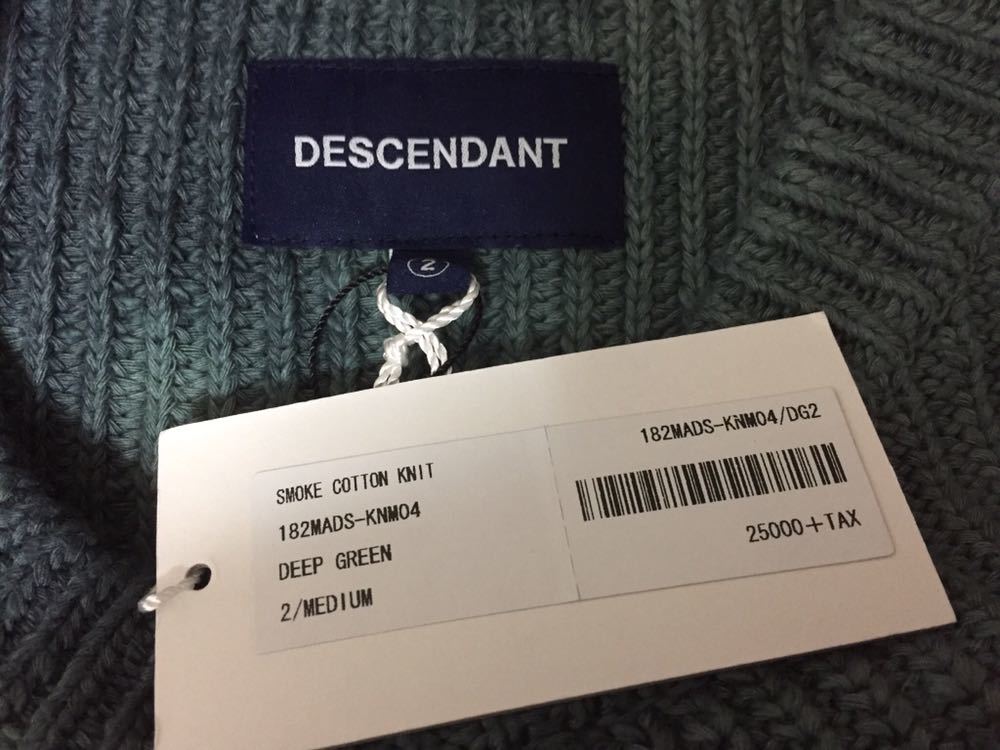 DESCENDANT
2
SMOKE COTTON KNIT
182MADS-KNM04
DEEP GREEN
2/MEDIUM
182MADS-KNM04/DG2
25000+TAX